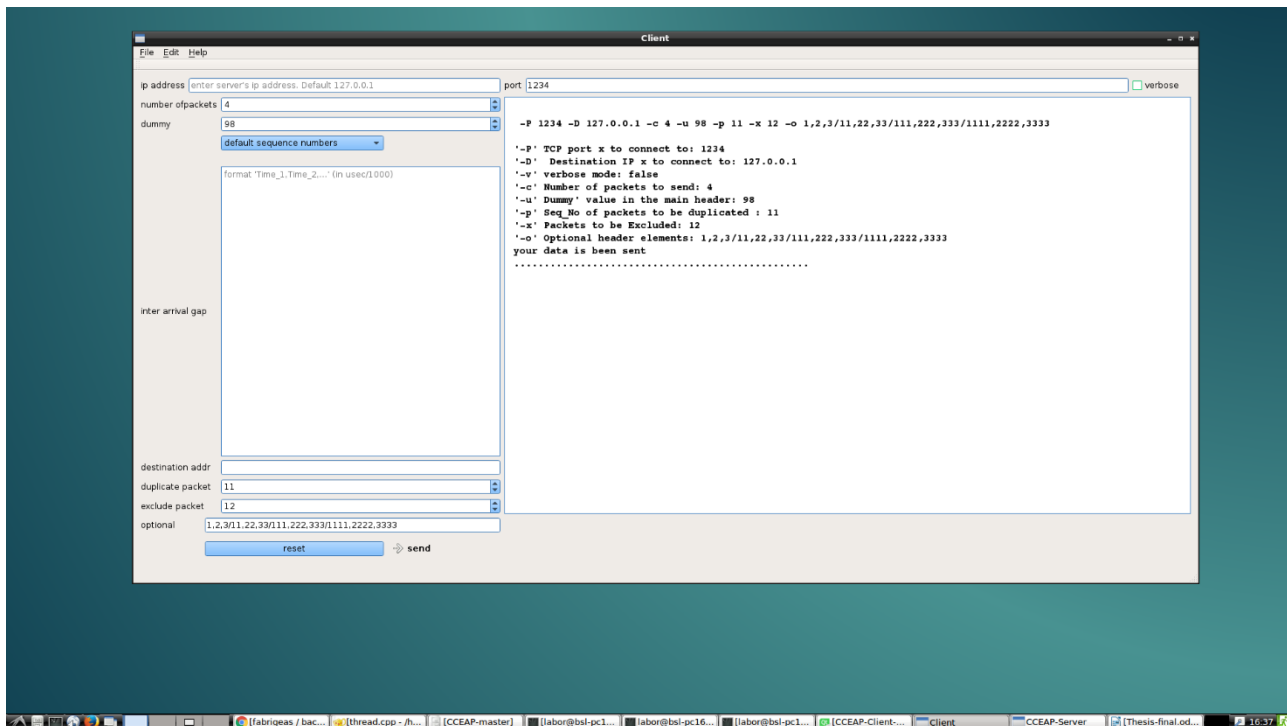 Client
File Edit Help
ip address enter server's ip address. Default 127.0.0.1 port 1234 verbose
number ofpackets 4
dummy 98
default sequence numbers
format 'Time_1.Time_2,...' (in usec/1000)
inter arrival gap
destination addr
duplicate packet 11
exclude packet 12
optional 1,2,3/11,22,33/111,222,333/1111,2222,3333
reset send
-P 1234 -D 127.0.0.1 -c 4 -u 98 -p 11 -x 12 -o 1,2,3/11,22,33/111,222,333/1111,2222,3333
'-P' TCP port x to connect to: 1234
'-D' Destination IP x to connect to: 127.0.0.1
'-v' verbose mode: false
'-c' Number of packets to send: 4
'-u' Dummy' value in the main header: 98
'-p' Seq_No of packets to be duplicated : 11
'-x' Packets to be Excluded: 12
'-o' Optional header elements: 1,2,3/11,22,33/111,222,333/1111,2222,3333
your data is been sent
.................................................
[fabriqeas / bac... [thread.cpp - /h... [CCEAP-master] [labor@bsl-pc1... labor@bsl-pc16... [labor@bsl-pc1... [CCEAP-Client-... Client CCEAP-Server [Thesis-final.od... 16:37